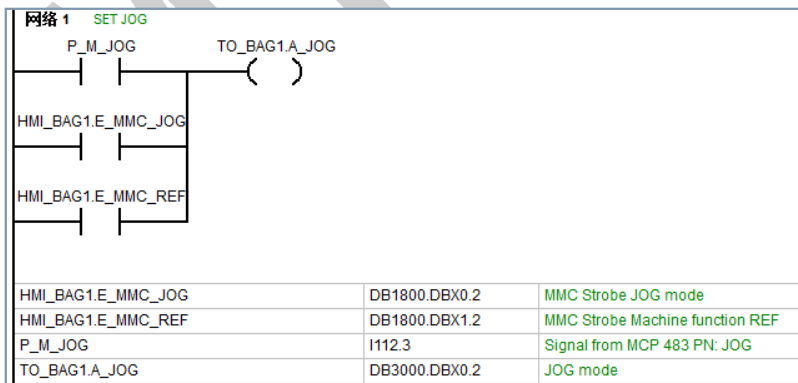 网络 1 SET JOG
P_M_JOG TO_BAG1.A_JOG
HMI_BAG1.E_MMC_JOG
HMI_BAG1.E_MMC_REF
HMI_BAG1.E_MMC_JOG DB1800.DBX0.2 MMC Strobe JOG mode
HMI_BAG1.E_MMC_REF DB1800.DBX1.2 MMC Strobe Machine function REF
P_M_JOG I112.3 Signal from MCP 483 PN: JOG
TO_BAG1.A_JOG DB3000.DBX0.2 JOG mode